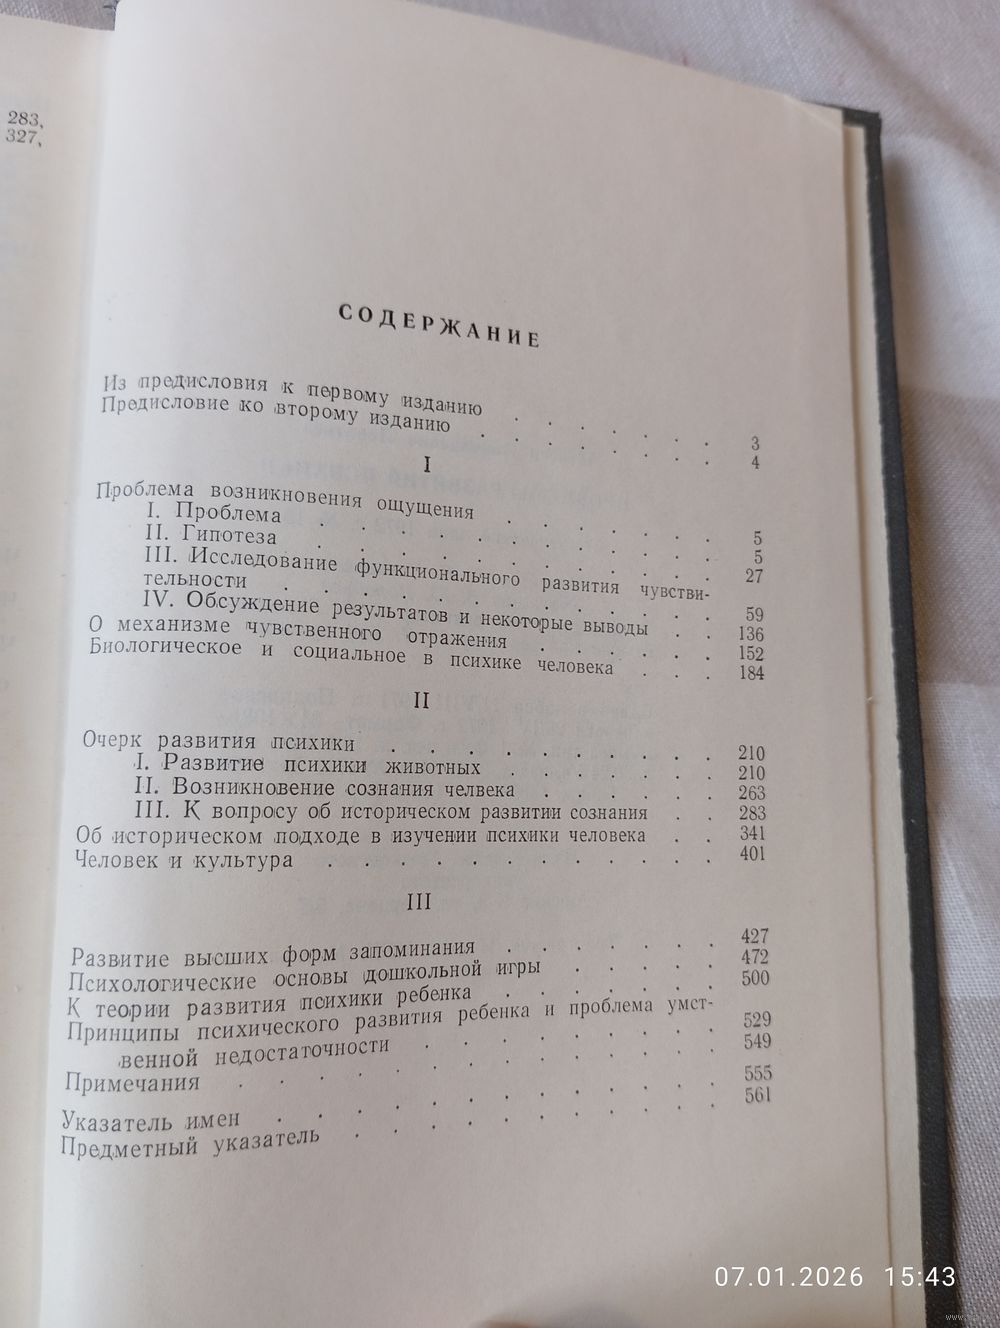 283,
327,
СОДЕРЖАНИЕ
Из предисловия к первому изданию . . . . . . . 3
Предисловие ко второму изданию . . . . . . . 4
I
Проблема возникновения ощущения . . . . . . . 5
I. Проблема . . . . . . . . . . . 5
II. Гипотеза . . . . . . . . . . . 27
III. Исследование функционального развития чувстви-
тельности . . . . . . . . . . . 59
IV. Обсуждение результатов и некоторые выводы . . 136
О механизме чувственного отражения . . . . . . 152
Биологическое и социальное в психике человека . . . 184
II
Очерк развития психики . . . . . . . . . 210
I. Развитие психики животных . . . . . . . 210
II. Возникновение сознания челвека . . . . . . 263
III. К вопросу об историческом развитии сознания . . 283
Об историческом подходе в изучении психики человека . . 341
Человек и культура . . . . . . . . . . . 401
III
Развитие высших форм запоминания . . . . . . 427
Психологические основы дошкольной игры . . . . 472
К теории развития психики ребенка . . . . . . 500
Принципы психического развития ребенка и проблема умст-
венной недостаточности . . . . . . . . 529
Примечания . . . . . . . . . . . . 549
Указатель имен . . . . . . . . . . . 555
Предметный указатель . . . . . . . . . 561
07.01.2026 15:43